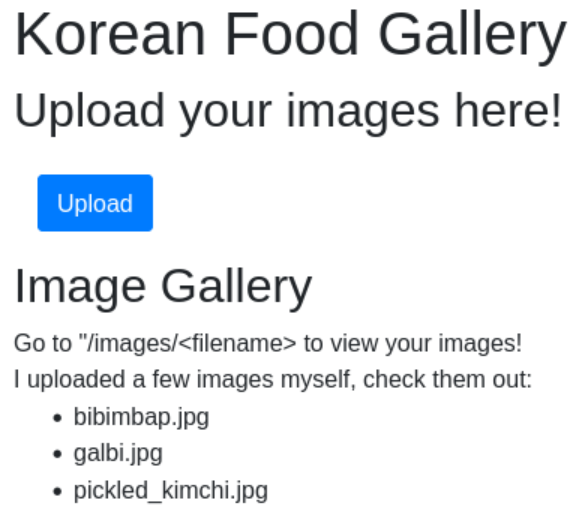 Korean Food Gallery
Upload your images here!
Upload
Image Gallery
Go to "/images/<filename> to view your images!
I uploaded a few images myself, check them out:
• bibimbap.jpg
• galbi.jpg
• pickled_kimchi.jpg